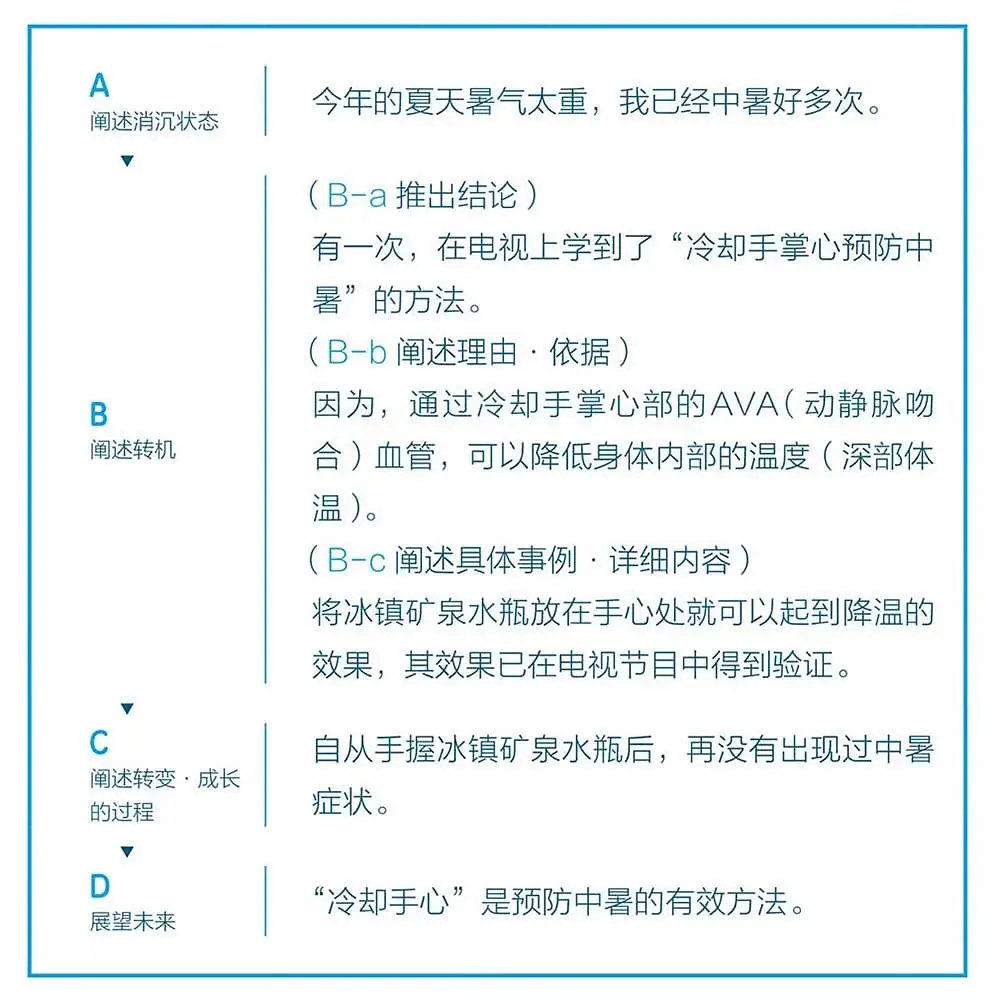 A
阐述消沉状态
今年的夏天暑气太重，我已经中暑好多次。
▼
B
阐述转机
（B-a 推出结论）
有一次，在电视上学到了“冷却手掌心预防中
暑”的方法。
（B-b 阐述理由·依据）
因为，通过冷却手掌心部的AVA（动静脉吻
合）血管，可以降低身体内部的温度（深部体
温）。
（B-c 阐述具体事例·详细内容）
将冰镇矿泉水瓶放在手心处就可以起到降温的
效果，其效果已在电视节目中得到验证。
▼
C
阐述转变·成长
的过程
自从手握冰镇矿泉水瓶后，再没有出现过中暑
症状。
▼
D
展望未来
“冷却手心”是预防中暑的有效方法。